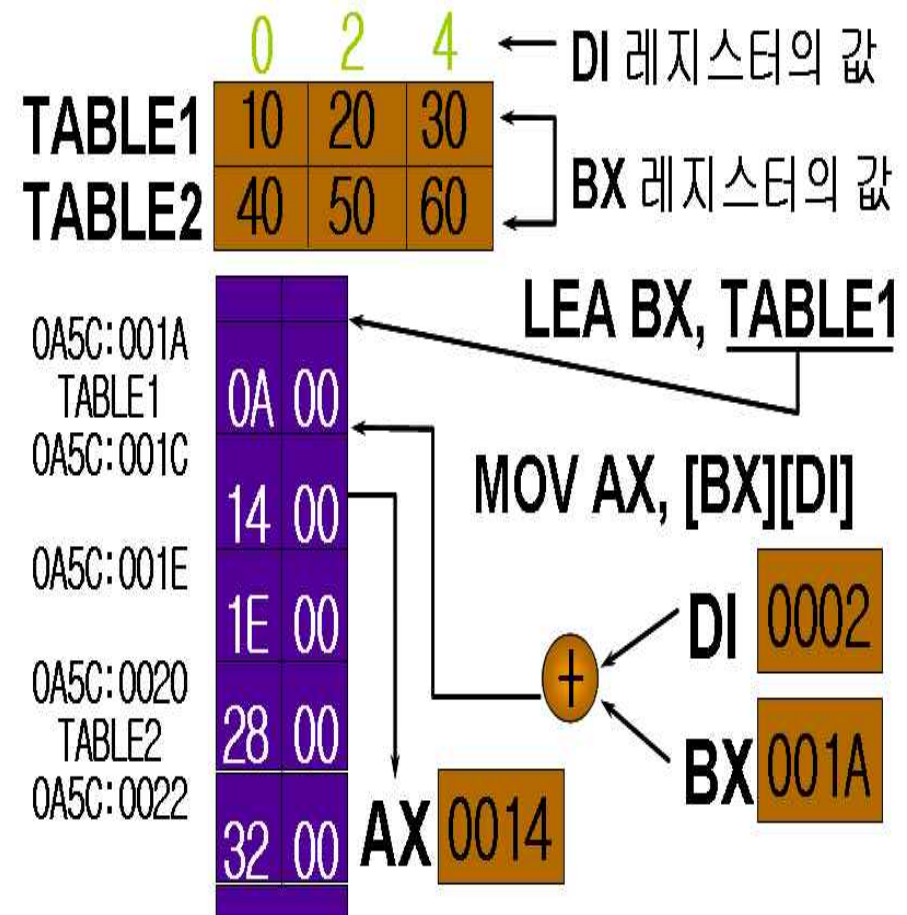 0 2 4 DI 레지스터의 값
TABLE1 10 20 30
BX 레지스터의 값
TABLE2 40 50 60
LEA BX, TABLE1
0A5C:001A
TABLE1
0A 00
0A5C:001C
14 00
MOV AX, [BX][DI]
0A5C:001E
1E 00
DI 0002
+
0A5C:0020
TABLE2
28 00
BX 001A
0A5C:0022
32 00
AX 0014